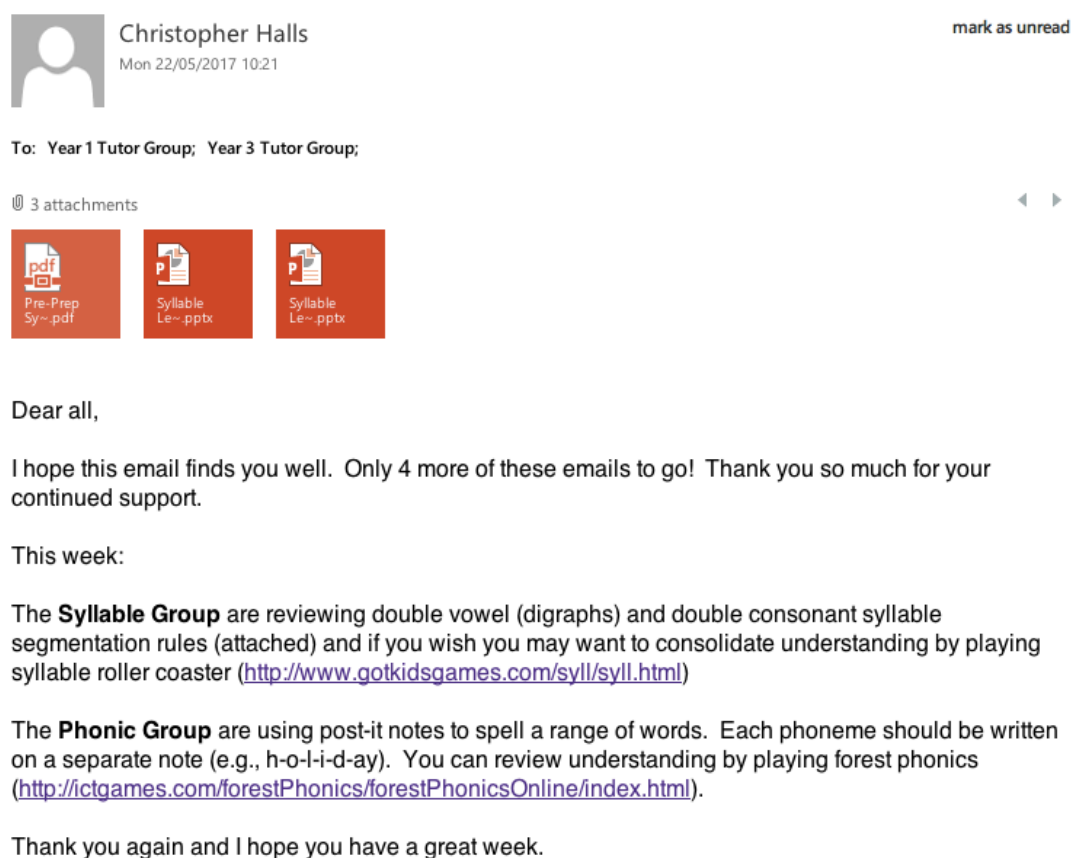 Christopher Halls
mark as unread
Mon 22/05/2017 10:21
To: Year 1 Tutor Group; Year 3 Tutor Group;
3 attachments
pdf
Pre-Prep
Sy~.pdf
P
Syllable
Le~.pptx
P
Syllable
Le~.pptx
Dear all,
I hope this email finds you well. Only 4 more of these emails to go! Thank you so much for your
continued support.
This week:
The Syllable Group are reviewing double vowel (digraphs) and double consonant syllable
segmentation rules (attached) and if you wish you may want to consolidate understanding by playing
syllable roller coaster (http://www.gotkidsgames.com/syll/syll.html)
The Phonic Group are using post-it notes to spell a range of words. Each phoneme should be written
on a separate note (e.g., h-o-l-i-d-ay). You can review understanding by playing forest phonics
(http://ictgames.com/forestPhonics/forestPhonicsOnline/index.html).
Thank you again and I hope you have a great week.